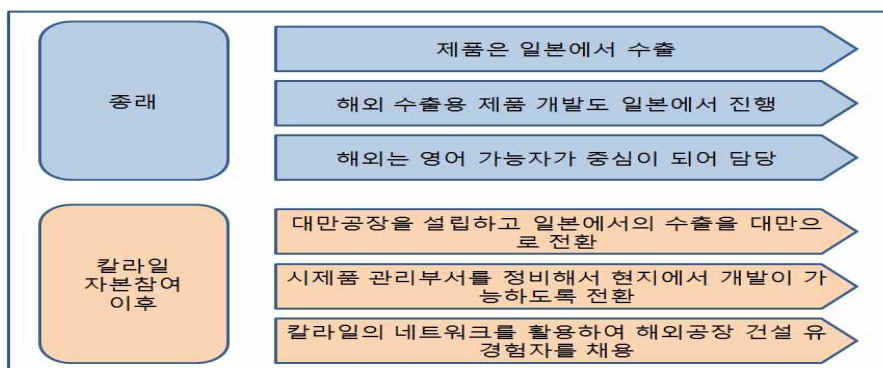 종래
제품은 일본에서 수출
해외 수출용 제품 개발도 일본에서 진행
해외는 영어 가능자가 중심이 되어 담당
칼라일
자본참여
이후
대만공장을 설립하고 일본에서의 수출을 대만으
로 전환
시제품 관리부서를 정비해서 현지에서 개발이 가
능하도록 전환
칼라일의 네트워크를 활용하여 해외공장 건설 유
경험자를 채용